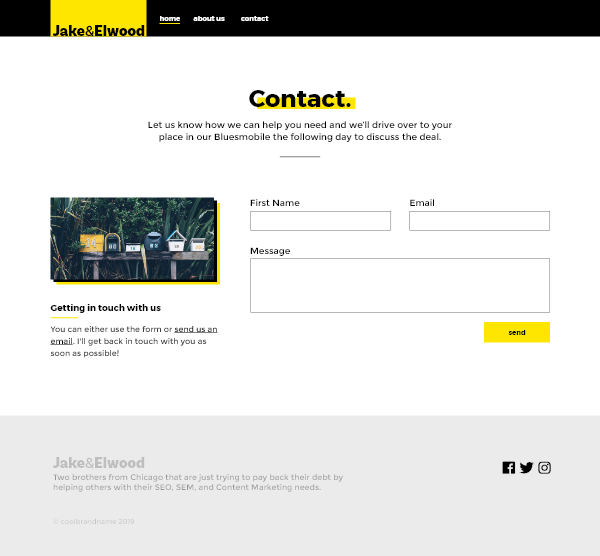 Jake&Elwood
home about us contact
Contact.
Let us know how we can help you need and we'll drive over to your
place in our Bluesmobile the following day to discuss the deal.
First Name
Email
Message
send
Getting in touch with us
You can either use the form or send us an
email. I'll get back in touch with you as
soon as possible!
Jake&Elwood
Two brothers from Chicago that are just trying to pay back their debt by
helping others with their SEO, SEM, and Content Marketing needs.
© coolbrandname 2019